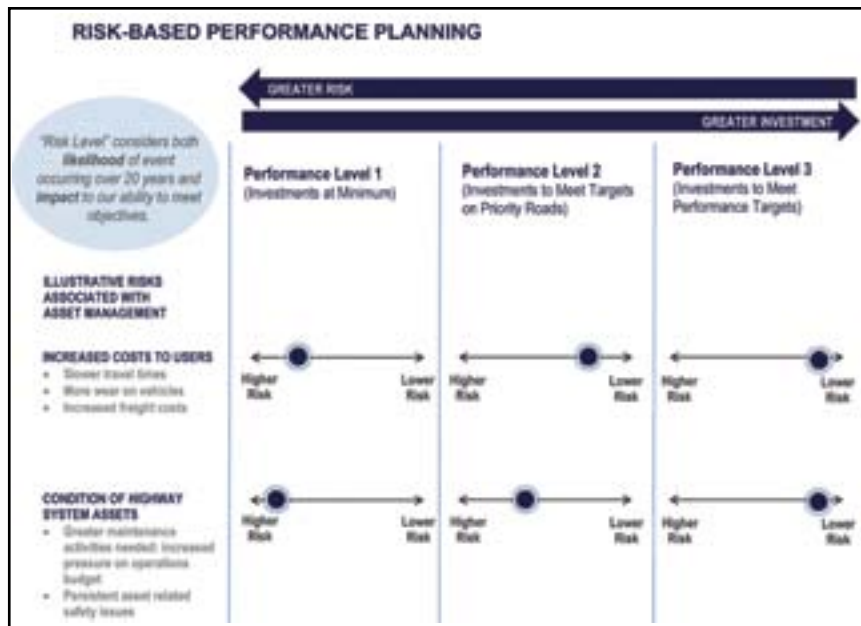 RISK-BASED PERFORMANCE PLANNING
GREATER RISK
GREATER INVESTMENT
"Risk Level" considers both
likelihood of event
occurring over 20 years and
impact to our ability to meet
objectives.
Performance Level 1
(Investments at Minimum)
Performance Level 2
(Investments to Meet Targets
on Priority Roads)
Performance Level 3
(Investments to Meet
Performance Targets)
ILLUSTRATIVE RISKS
ASSOCIATED WITH
ASSET MANAGEMENT
INCREASED COSTS TO USERS
• Slower travel times
• More wear on vehicles
• Increased freight costs
Higher
Risk
Lower
Risk
Higher
Risk
Lower
Risk
Higher
Risk
Lower
Risk
CONDITION OF HIGHWAY
SYSTEM ASSETS
• Greater maintenance
activities needed: increased
pressure on operations
budget
• Persistent asset related
safety issues
Higher
Risk
Lower
Risk
Higher
Risk
Lower
Risk
Higher
Risk
Lower
Risk